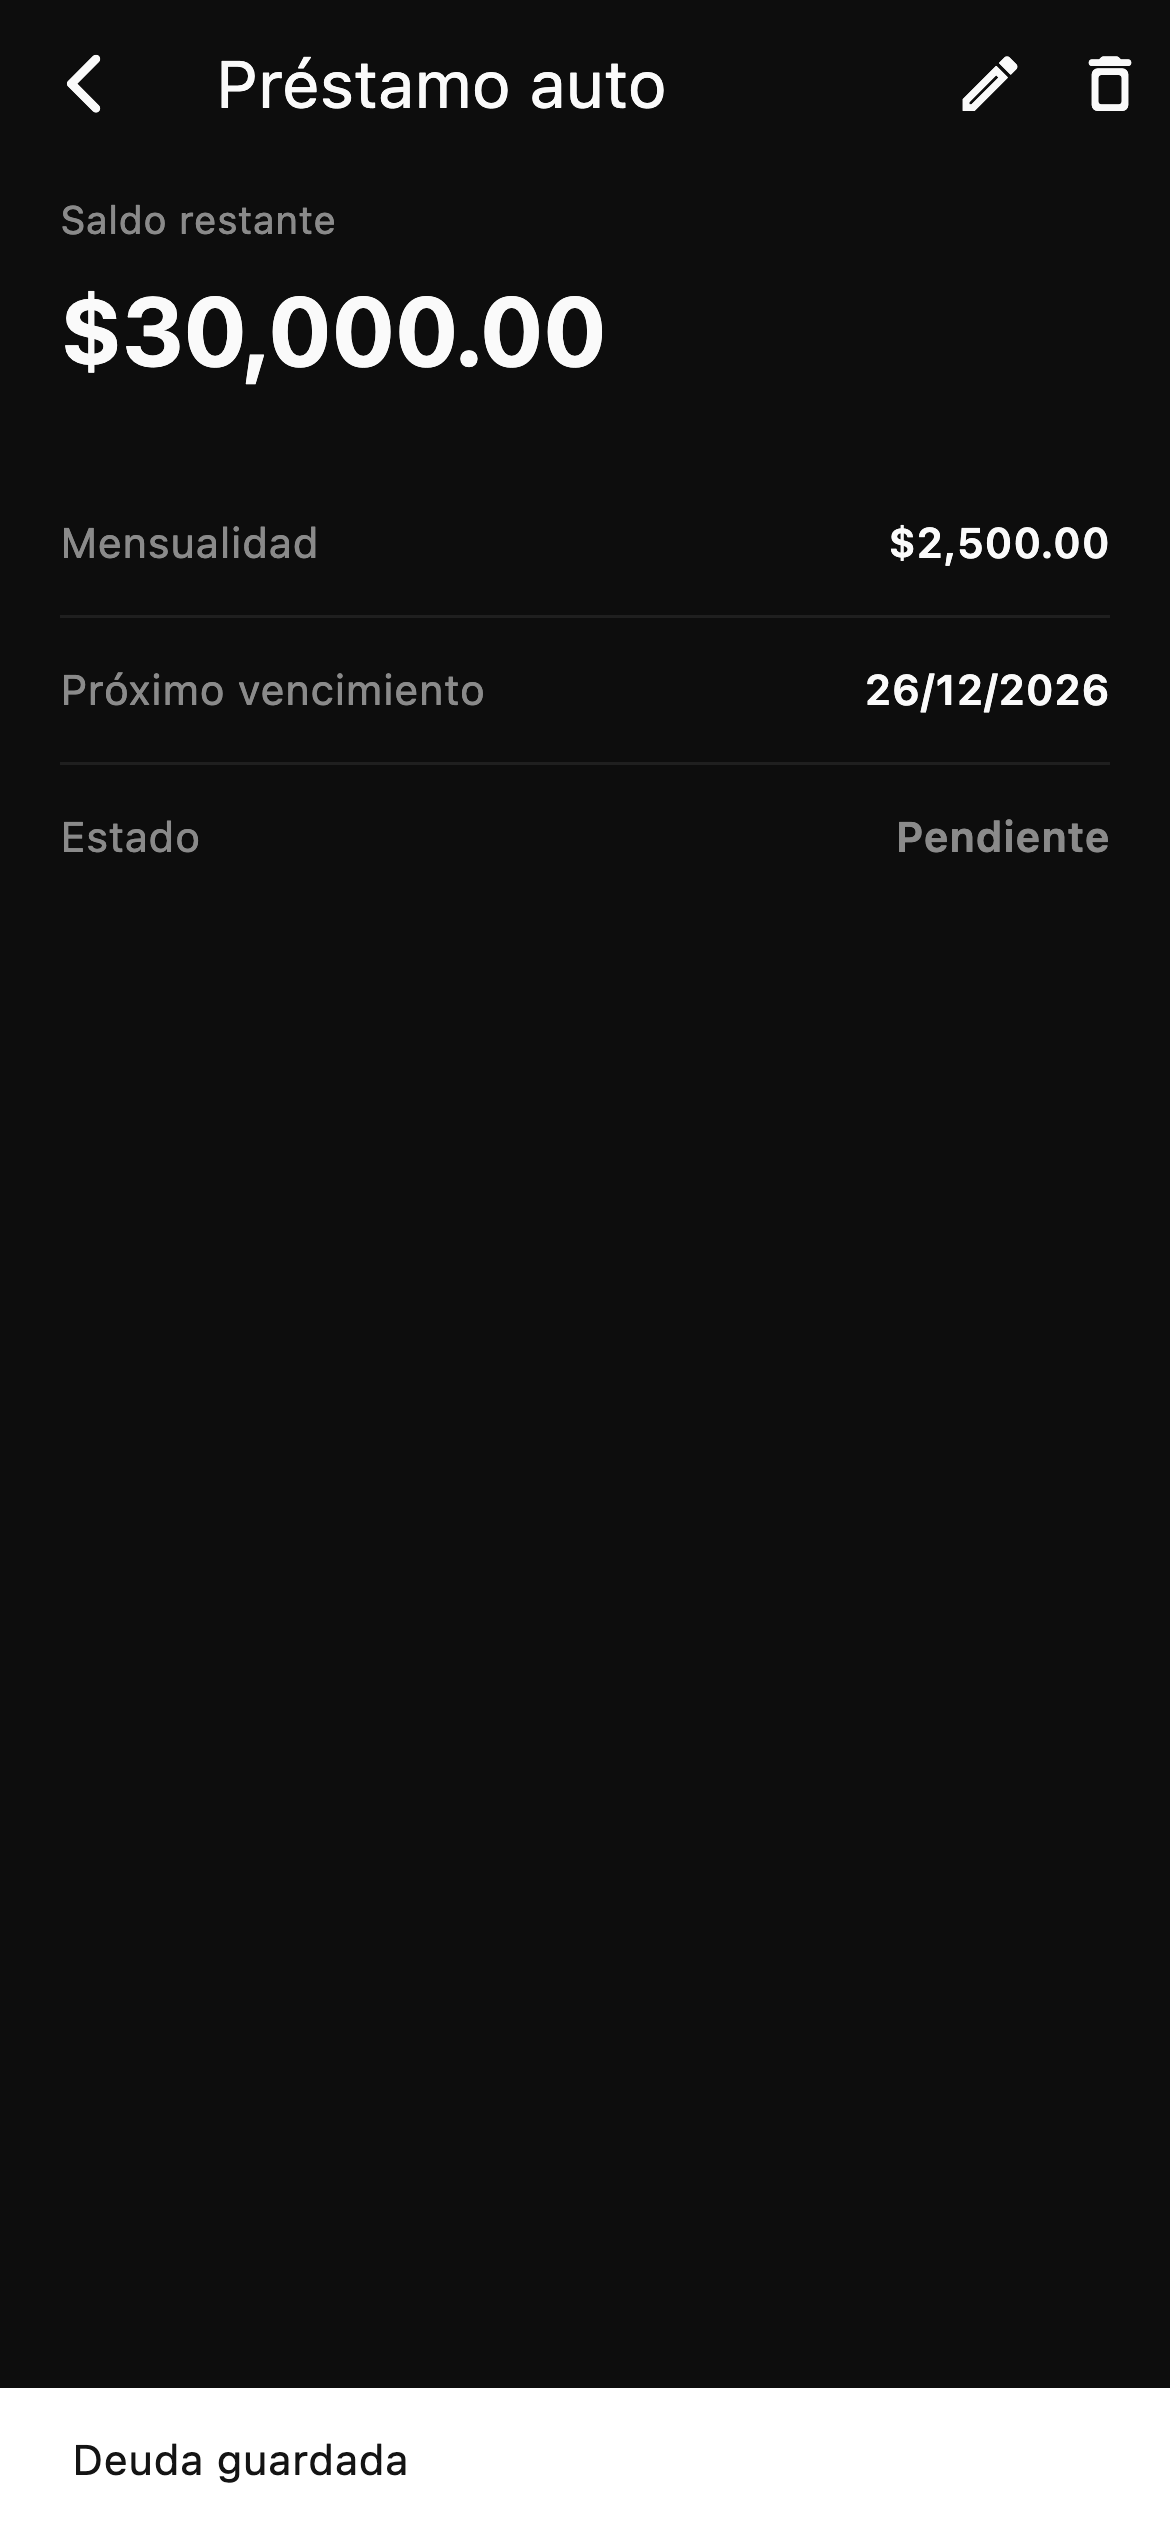 Préstamo auto
Saldo restante
$30,000.00
Mensualidad $2,500.00
Próximo vencimiento 26/12/2026
Estado Pendiente
Deuda guardada